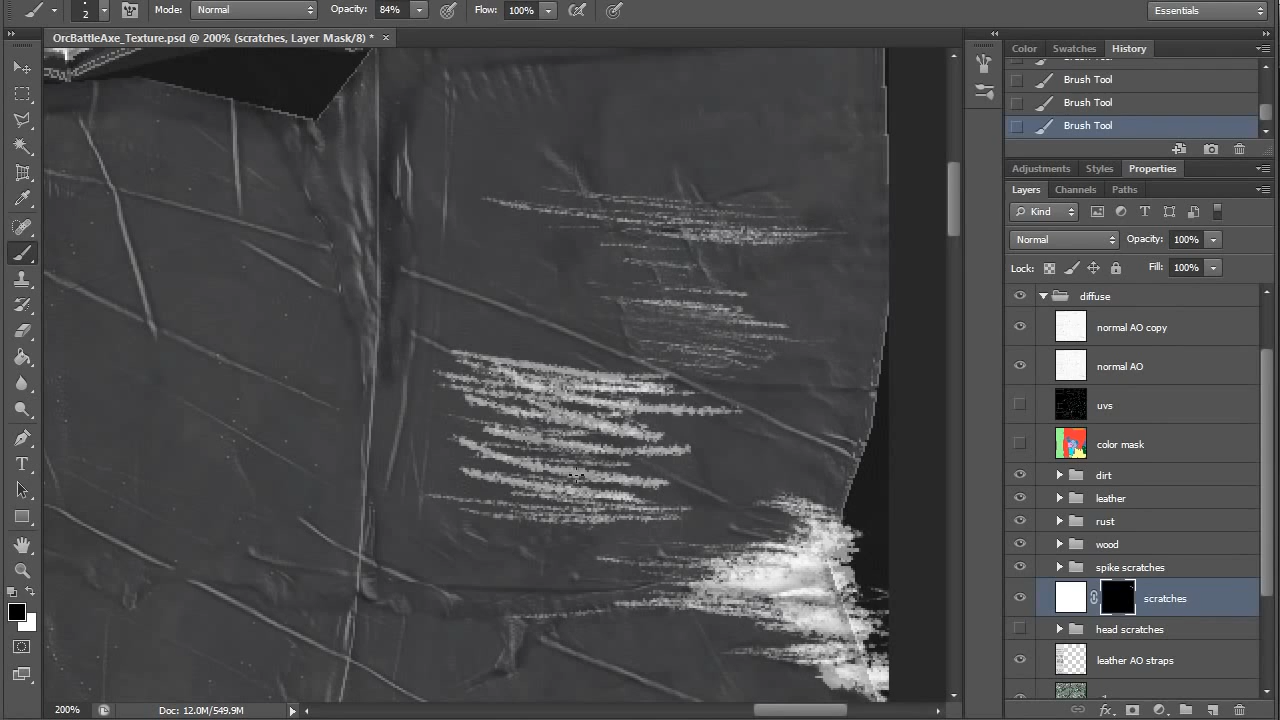 2 Mode: Normal Opacity: 84% Flow: 100% Essentials
OrcBattleAxe_Texture.psd @ 200% (scratches, Layer Mask/8) * ×
Color Swatches History
Brush Tool
Brush Tool
Brush Tool
Adjustments Styles Properties
Layers Channels Paths
Kind
Normal Opacity: 100%
Lock: Fill: 100%
diffuse
normal AO copy
normal AO
uvs
color mask
dirt
leather
rust
wood
spike scratches
scratches
head scratches
leather AO straps
200% Doc: 12.0M/549.9M